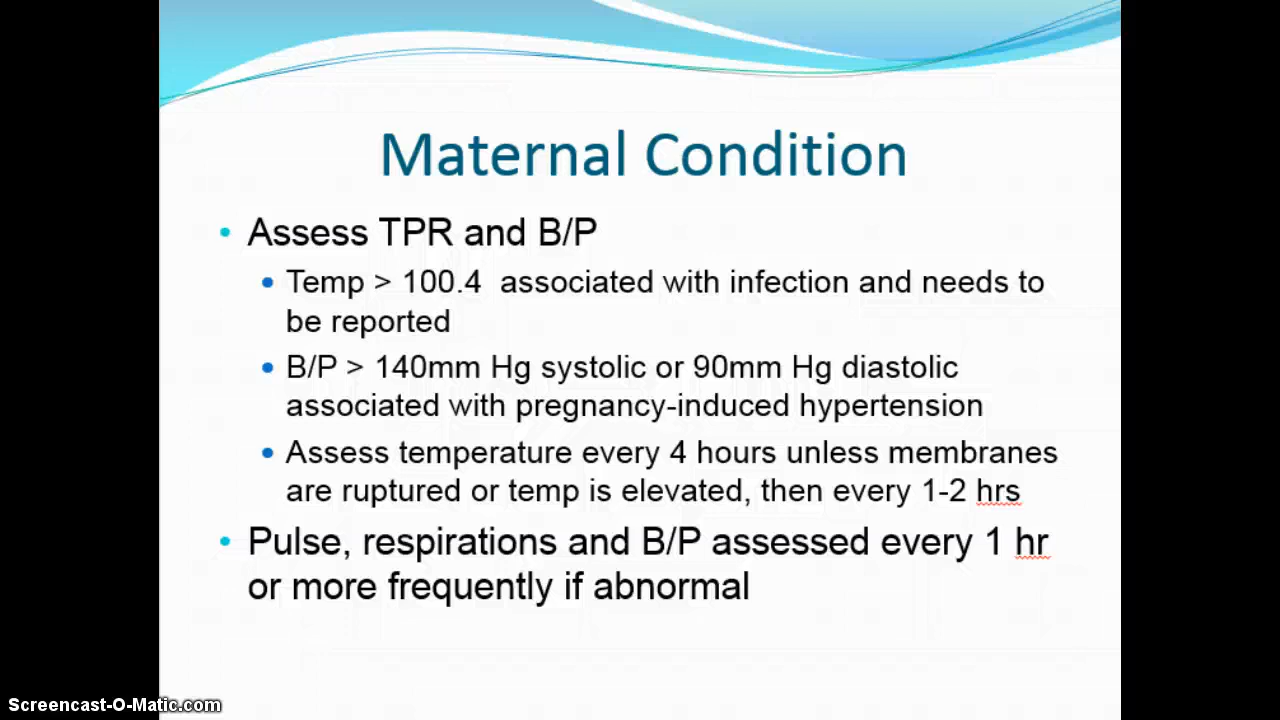 Maternal Condition
• Assess TPR and B/P
• Temp > 100.4  associated with infection and needs to
be reported
• B/P > 140mm Hg systolic or 90mm Hg diastolic
associated with pregnancy-induced hypertension
• Assess temperature every 4 hours unless membranes
are ruptured or temp is elevated, then every 1-2 hrs
• Pulse, respirations and B/P assessed every 1 hr
or more frequently if abnormal
Screencast-O-Matic.com